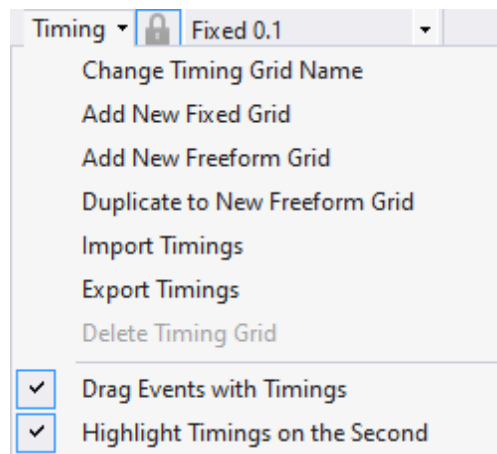 Timing Fixed 0.1
Change Timing Grid Name
Add New Fixed Grid
Add New Freeform Grid
Duplicate to New Freeform Grid
Import Timings
Export Timings
Delete Timing Grid
Drag Events with Timings
Highlight Timings on the Second